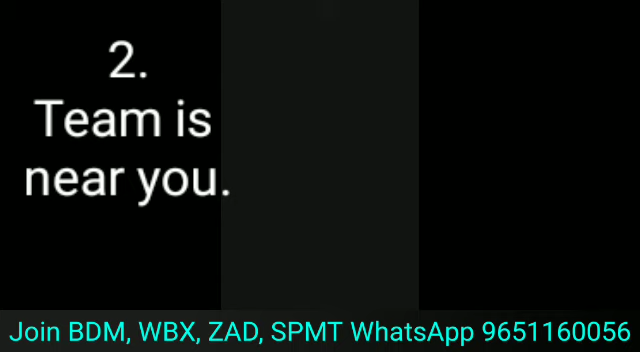 2.
Team is
near you.
Join BDM, WBX, ZAD, SPMT WhatsApp 9651160056